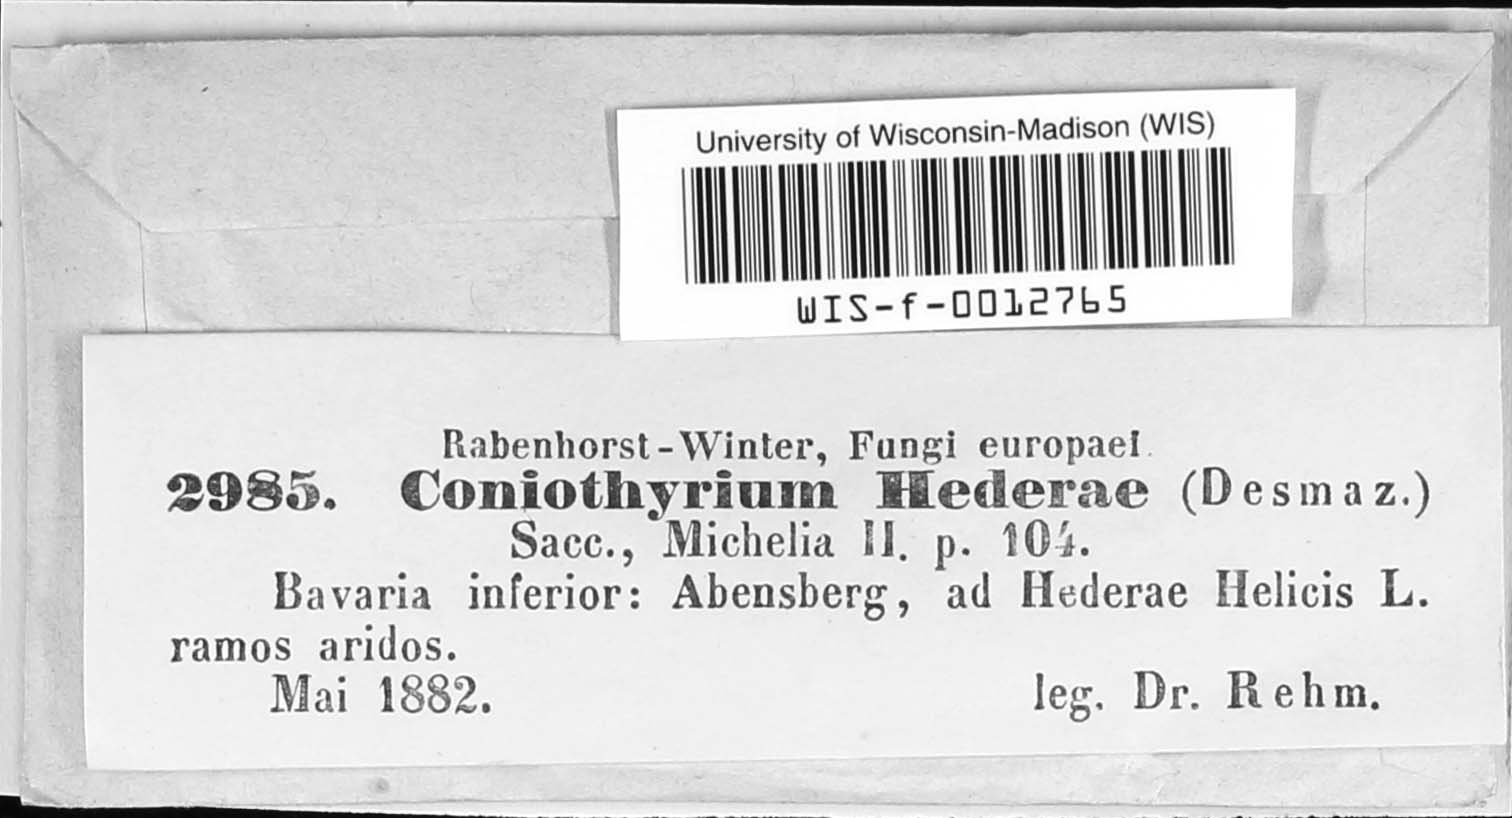 University of Wisconsin-Madison (WIS)
WIS-f-0012765
Rabenhorst-Winter, Fungi europaei.
2985. Coniothyrium Hederae (Desmaz.)
Sacc., Michelia II. p. 104.
Bavaria inferior: Abensberg, ad Hederae Helicis L.
ramos aridos.
Mai 1882. leg. Dr. Rehm.